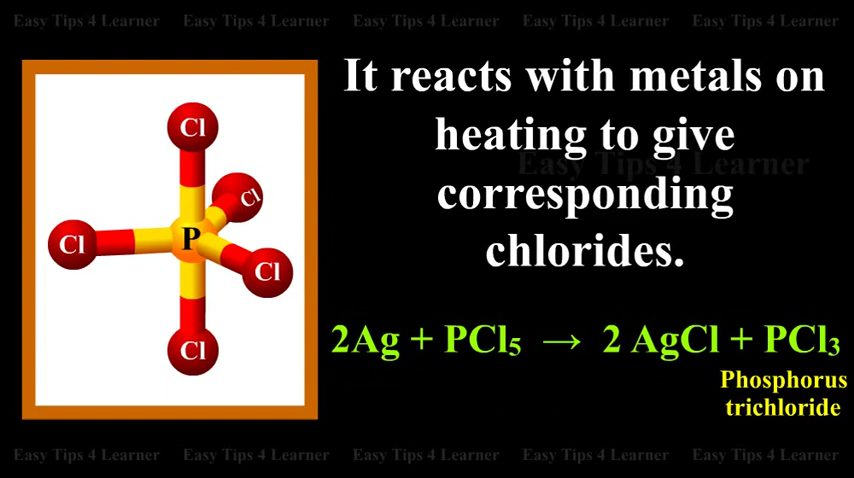 Easy Tips 4 Learner Easy Tips 4 Learner Easy Tips 4 Learner Easy Tips 4 Learner Easy Tips 4 Learner
It reacts with metals on
heating to give
Easy Tips 4 Learner
corresponding
chlorides.
Cl
Cl
Cl
P
Cl
Cl
2Ag + PCl₅ → 2 AgCl + PCl₃
Phosphorus
trichloride
Easy Tips 4 Learner Easy Tips 4 Learner Easy Tips 4 Learner Easy Tips 4 Learner Easy Tips 4 Learner